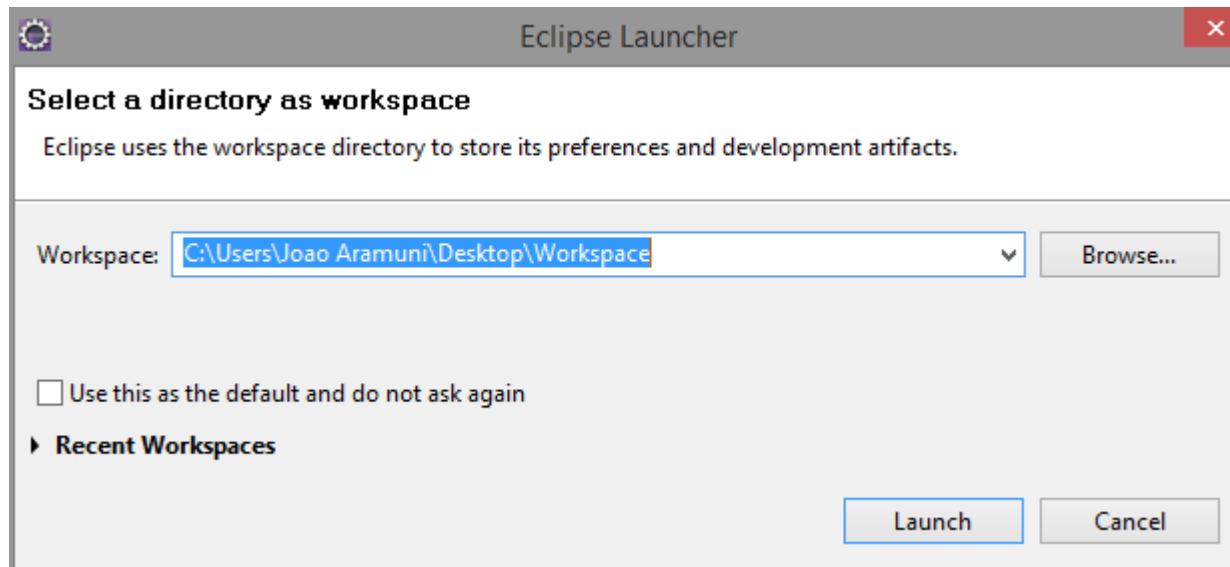 Eclipse Launcher
Select a directory as workspace
Eclipse uses the workspace directory to store its preferences and development artifacts.
Workspace: C:\Users\Joao Aramuni\Desktop\Workspace Browse...
Use this as the default and do not ask again
Recent Workspaces
Launch Cancel